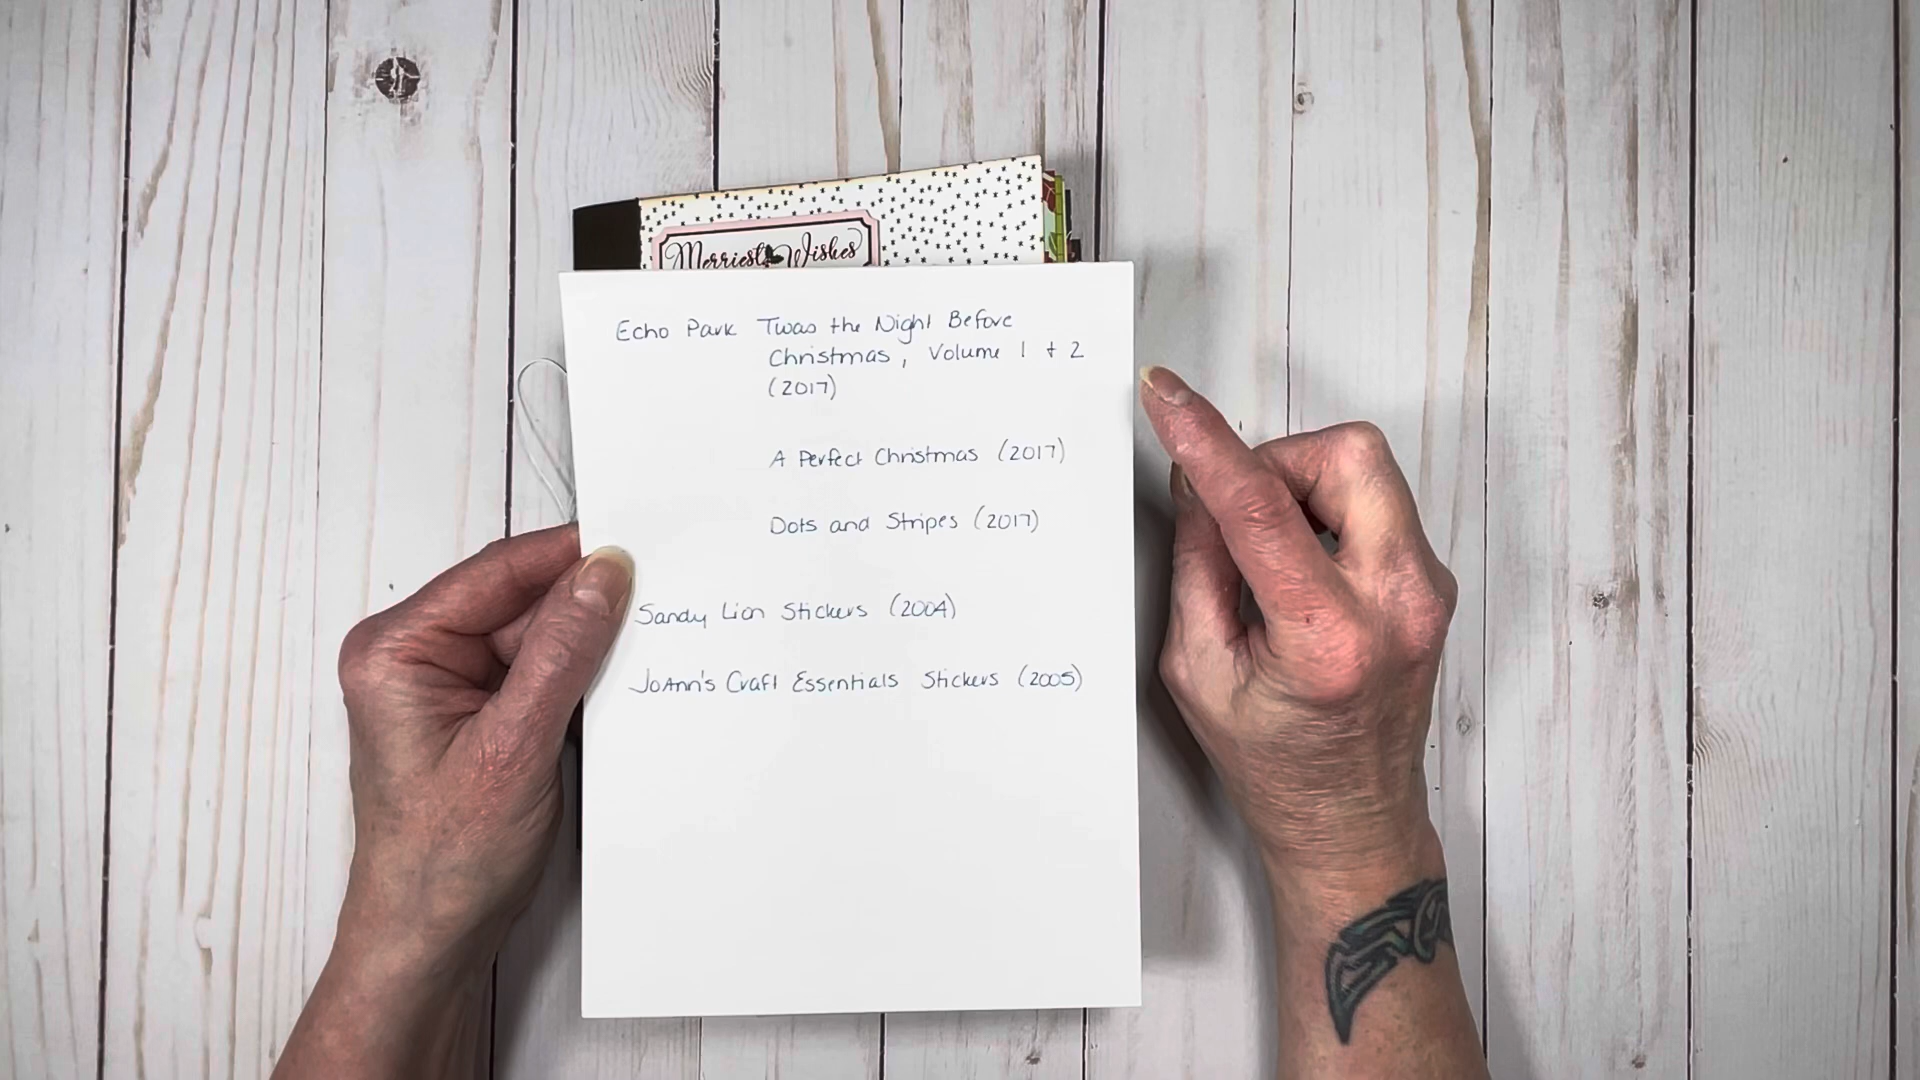 Merriest Wishes
Echo Park Twas the Night Before
Christmas, Volume 1 + 2
(2017)
A Perfect Christmas (2017)
Dots and Stripes (2017)
Sandy Lion Stickers (2004)
JoAnn's Craft Essentials Stickers (2005)